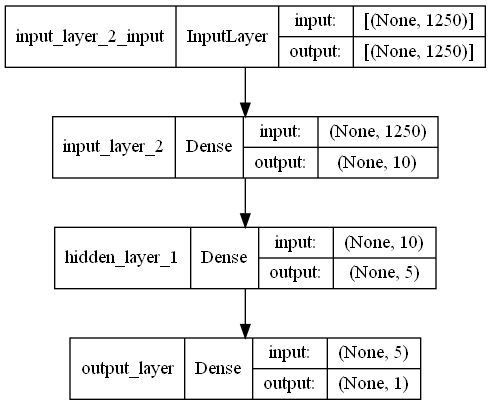 input_layer_2_input InputLayer input: [(None, 1250)]
output: [(None, 1250)]
input_layer_2 Dense input: (None, 1250)
output: (None, 10)
hidden_layer_1 Dense input: (None, 10)
output: (None, 5)
output_layer Dense input: (None, 5)
output: (None, 1)